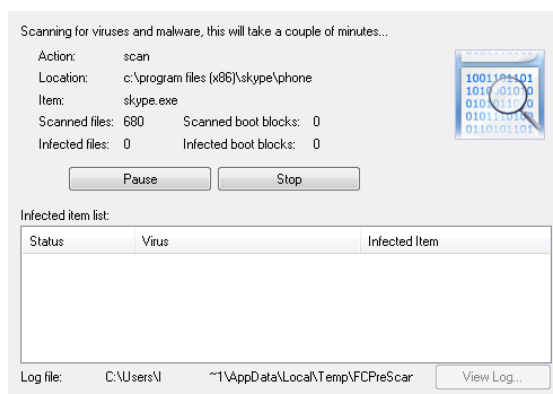 Scanning for viruses and malware, this will take a couple of minutes...
Action: scan
Location: c:\program files (x86)\skype\phone
Item: skype.exe
Scanned files: 680 Scanned boot blocks: 0
Infected files: 0 Infected boot blocks: 0
Pause Stop
Infected item list:
Status Virus Infected Item
Log file: C:\Users\I ~1\AppData\Local\Temp\FCPreScar View Log...